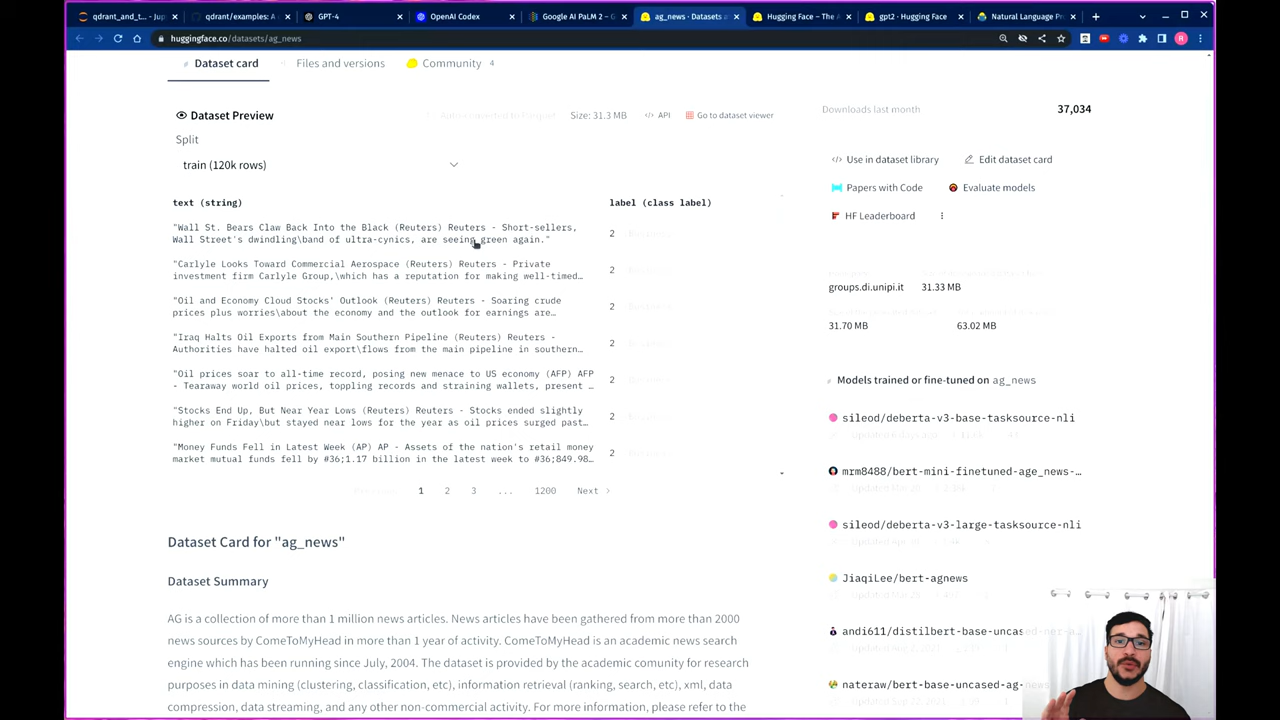 qdrant_and_t... - Jup
qdrant/examples: A
GPT-4
OpenAI Codex
Google AI PaLM 2 – G
ag_news · Datasets a
Hugging Face – The A
gpt2 · Hugging Face
Natural Language Pro
huggingface.co/datasets/ag_news
Dataset card
Files and versions
Community 4
Dataset Preview
Size: 31.3 MB
API
Go to dataset viewer
Split
train (120k rows)
text (string) label (class label)
"Wall St. Bears Claw Back Into the Black (Reuters) Reuters - Short-sellers,
Wall Street's dwindling\band of ultra-cynics, are seeing green again."
2
"Carlyle Looks Toward Commercial Aerospace (Reuters) Reuters - Private
investment firm Carlyle Group,\which has a reputation for making well-timed…
2
"Oil and Economy Cloud Stocks' Outlook (Reuters) Reuters - Soaring crude
prices plus worries\about the economy and the outlook for earnings are…
2
"Iraq Halts Oil Exports from Main Southern Pipeline (Reuters) Reuters -
Authorities have halted oil export\flows from the main pipeline in southern…
2
"Oil prices soar to all-time record, posing new menace to US economy (AFP) AFP
- Tearaway world oil prices, toppling records and straining wallets, present …
2
"Stocks End Up, But Near Year Lows (Reuters) Reuters - Stocks ended slightly
higher on Friday\but stayed near lows for the year as oil prices surged past…
2
"Money Funds Fell in Latest Week (AP) AP - Assets of the nation's retail money
market mutual funds fell by #36;1.17 billion in the latest week to #36;849.98…
2
Previous 1 2 3 ... 1200 Next
Dataset Card for "ag_news"
Dataset Summary
AG is a collection of more than 1 million news articles. News articles have been gathered from more than 2000
news sources by ComeToMyHead in more than 1 year of activity. ComeToMyHead is an academic news search
engine which has been running since July, 2004. The dataset is provided by the academic comunity for research
purposes in data mining (clustering, classification, etc), information retrieval (ranking, search, etc), xml, data
compression, data streaming, and any other non-commercial activity. For more information, please refer to the
Downloads last month 37,034
Use in dataset library
Edit dataset card
Papers with Code
Evaluate models
HF Leaderboard
groups.di.unipi.it 31.33 MB
31.70 MB 63.02 MB
Models trained or fine-tuned on ag_news
sileod/deberta-v3-base-tasksource-nli
mrm8488/bert-mini-finetuned-age_news-…
sileod/deberta-v3-large-tasksource-nli
JiaqiLee/bert-agnews
andi611/distilbert-base-uncased-ner-a…
nateraw/bert-base-uncased-ag-news